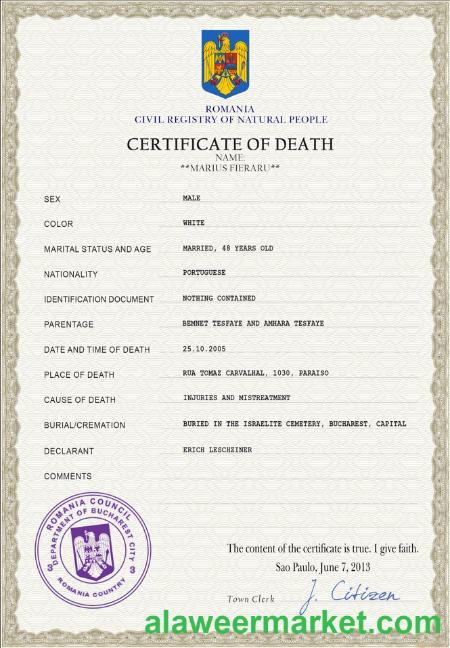 ROMANIA
CIVIL REGISTRY OF NATURAL PEOPLE
CERTIFICATE OF DEATH
NAME:
**MARIUS FIERARU**
SEX MALE
COLOR WHITE
MARITAL STATUS AND AGE MARRIED, 48 YEARS OLD
NATIONALITY PORTUGUESE
IDENTIFICATION DOCUMENT NOTHING CONTAINED
PARENTAGE BEMNET TESFAYE AND AMHARA TESFAYE
DATE AND TIME OF DEATH 25.10.2005
PLACE OF DEATH RUA TOMAZ CARVALHAL, 1030, PARAISO
CAUSE OF DEATH INJURIES AND MISTREATMENT
BURIAL/CREMATION BURIED IN THE ISRAELITE CEMETERY, BUCHAREST, CAPITAL
DECLARANT ERICH LESCHZINER
COMMENTS
ROMANIA COUNCIL
DEPARTMENT OF BUCHAREST CITY
3 3
ROMANIA COUNTRY
The content of the certificate is true. I give faith.
Sao Paulo, June 7, 2013
Town Clerk J. Citizen
alaweermarket.com